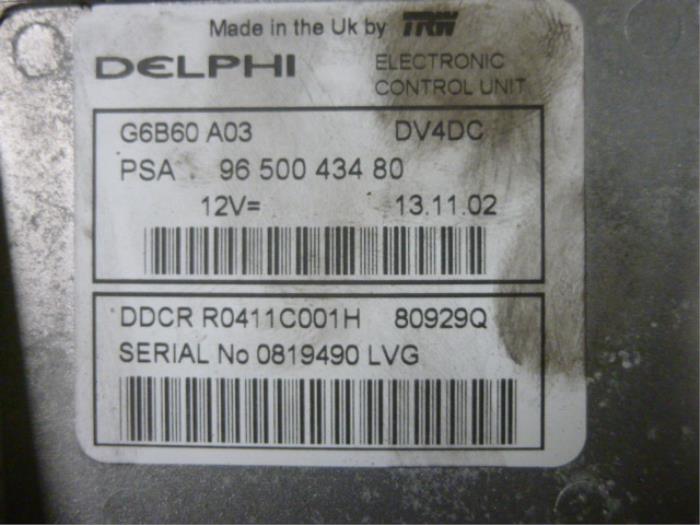 Made in the Uk by TRW
DELPHI ELECTRONIC
CONTROL UNIT
G6B60 A03 DV4DC
PSA . 96 500 434 80
12V= 13.11.02
DDCR R0411C001H 80929Q
SERIAL No 0819490 LVG